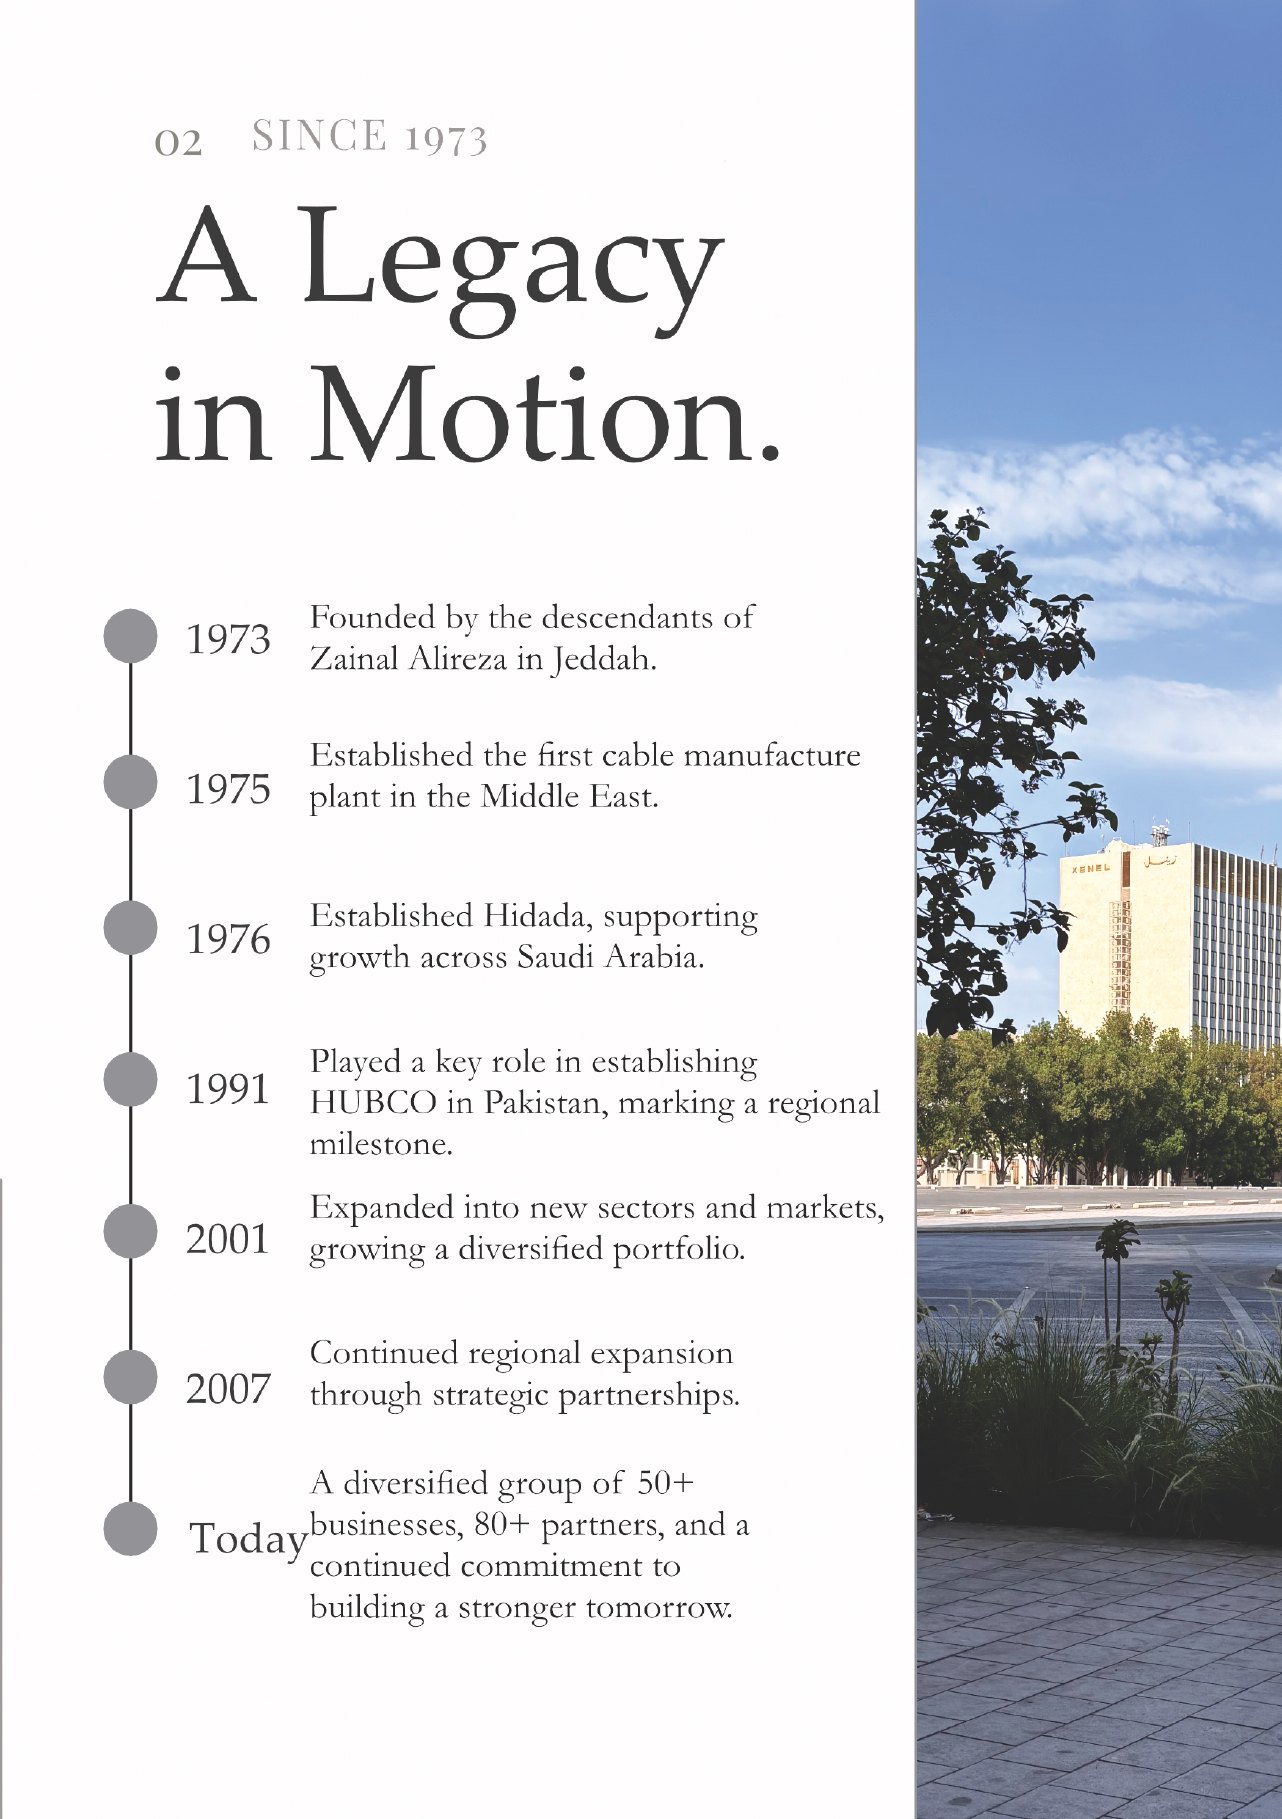 02 SINCE 1973
A Legacy
in Motion.
1973
Founded by the descendants of
Zainal Alireza in Jeddah.
1975
Established the first cable manufacture
plant in the Middle East.
1976
Established Hidada, supporting
growth across Saudi Arabia.
1991
Played a key role in establishing
HUBCO in Pakistan, marking a regional
milestone.
2001
Expanded into new sectors and markets,
growing a diversified portfolio.
2007
Continued regional expansion
through strategic partnerships.
Today
A diversified group of 50+
businesses, 80+ partners, and a
continued commitment to
building a stronger tomorrow.
XENEL زينل